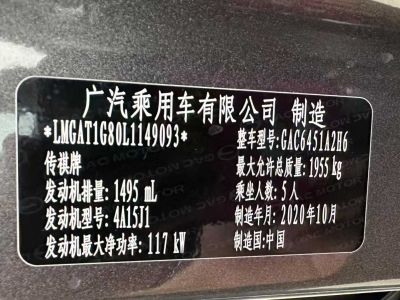 广汽乘用车有限公司 制造
*LMGAT1G80L1149093* 整车型号:GAC6451A2H6
传祺牌 最大允许总质量:1955 kg
发动机排量:1495 mL 乘坐人数:5人
发动机型号:4A15J1 制造年月:2020年10月
发动机最大净功率:117 kW 制造国:中国